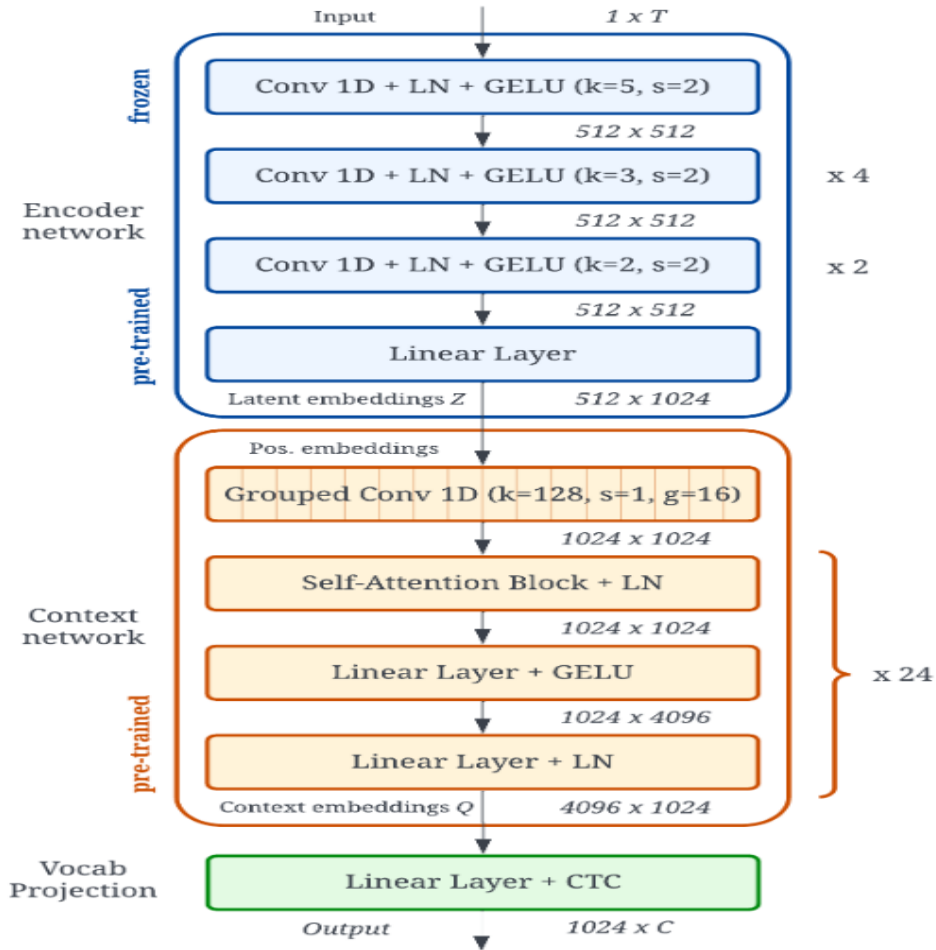 Input 1 x T
frozen
Conv 1D + LN + GELU (k=5, s=2)
512 x 512
Conv 1D + LN + GELU (k=3, s=2) x 4
Encoder
network
512 x 512
Conv 1D + LN + GELU (k=2, s=2) x 2
pre-trained
512 x 512
Linear Layer
Latent embeddings Z 512 x 1024
Pos. embeddings
Grouped Conv 1D (k=128, s=1, g=16)
1024 x 1024
Self-Attention Block + LN
Context
network
1024 x 1024
Linear Layer + GELU x 24
pre-trained
1024 x 4096
Linear Layer + LN
Context embeddings Q 4096 x 1024
Vocab
Projection
Linear Layer + CTC
Output 1024 x C